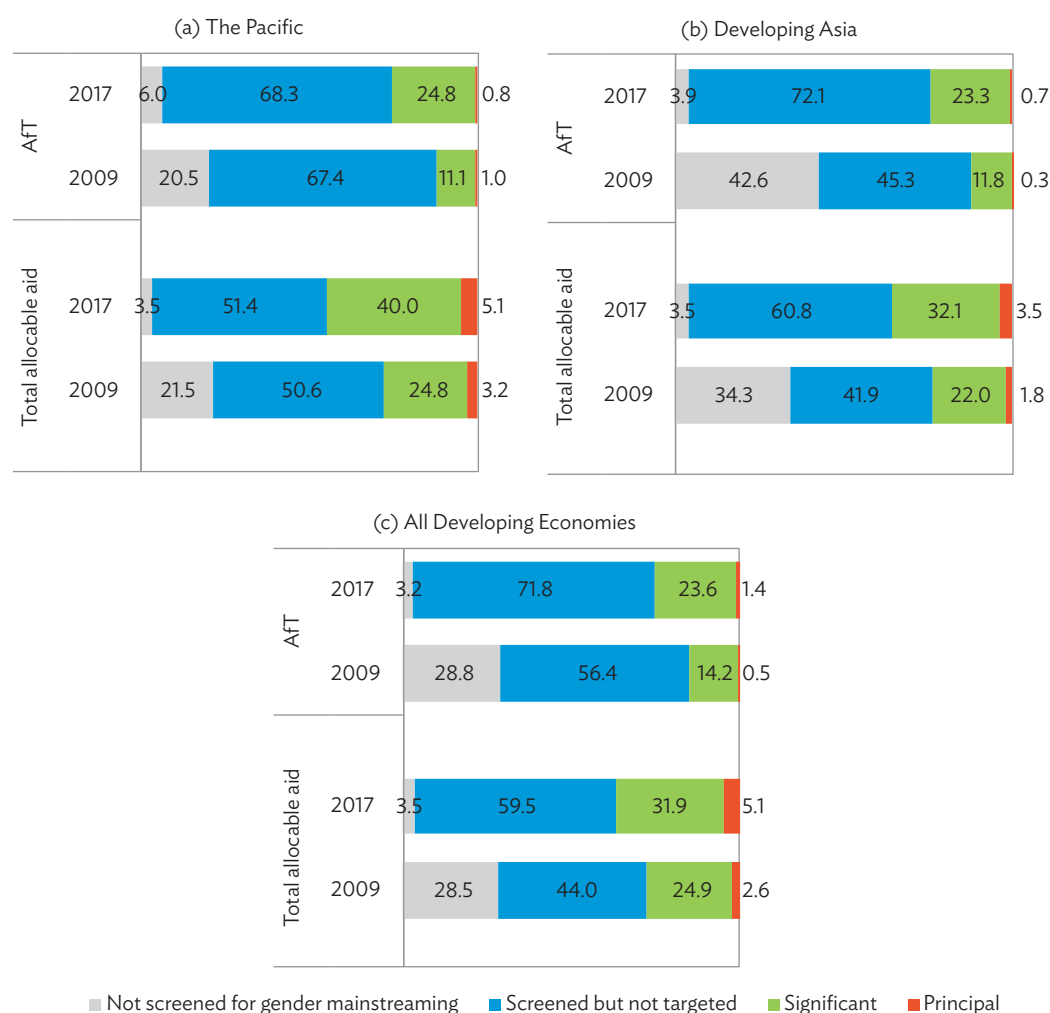 (a) The Pacific
AfT
2017 6.0 68.3 24.8 0.8
2009 20.5 67.4 11.1 1.0
Total allocable aid
2017 3.5 51.4 40.0 5.1
2009 21.5 50.6 24.8 3.2
(b) Developing Asia
AfT
2017 3.9 72.1 23.3 0.7
2009 42.6 45.3 11.8 0.3
Total allocable aid
2017 3.5 60.8 32.1 3.5
2009 34.3 41.9 22.0 1.8
(c) All Developing Economies
AfT
2017 3.2 71.8 23.6 1.4
2009 28.8 56.4 14.2 0.5
Total allocable aid
2017 3.5 59.5 31.9 5.1
2009 28.5 44.0 24.9 2.6
Not screened for gender mainstreaming Screened but not targeted Significant Principal